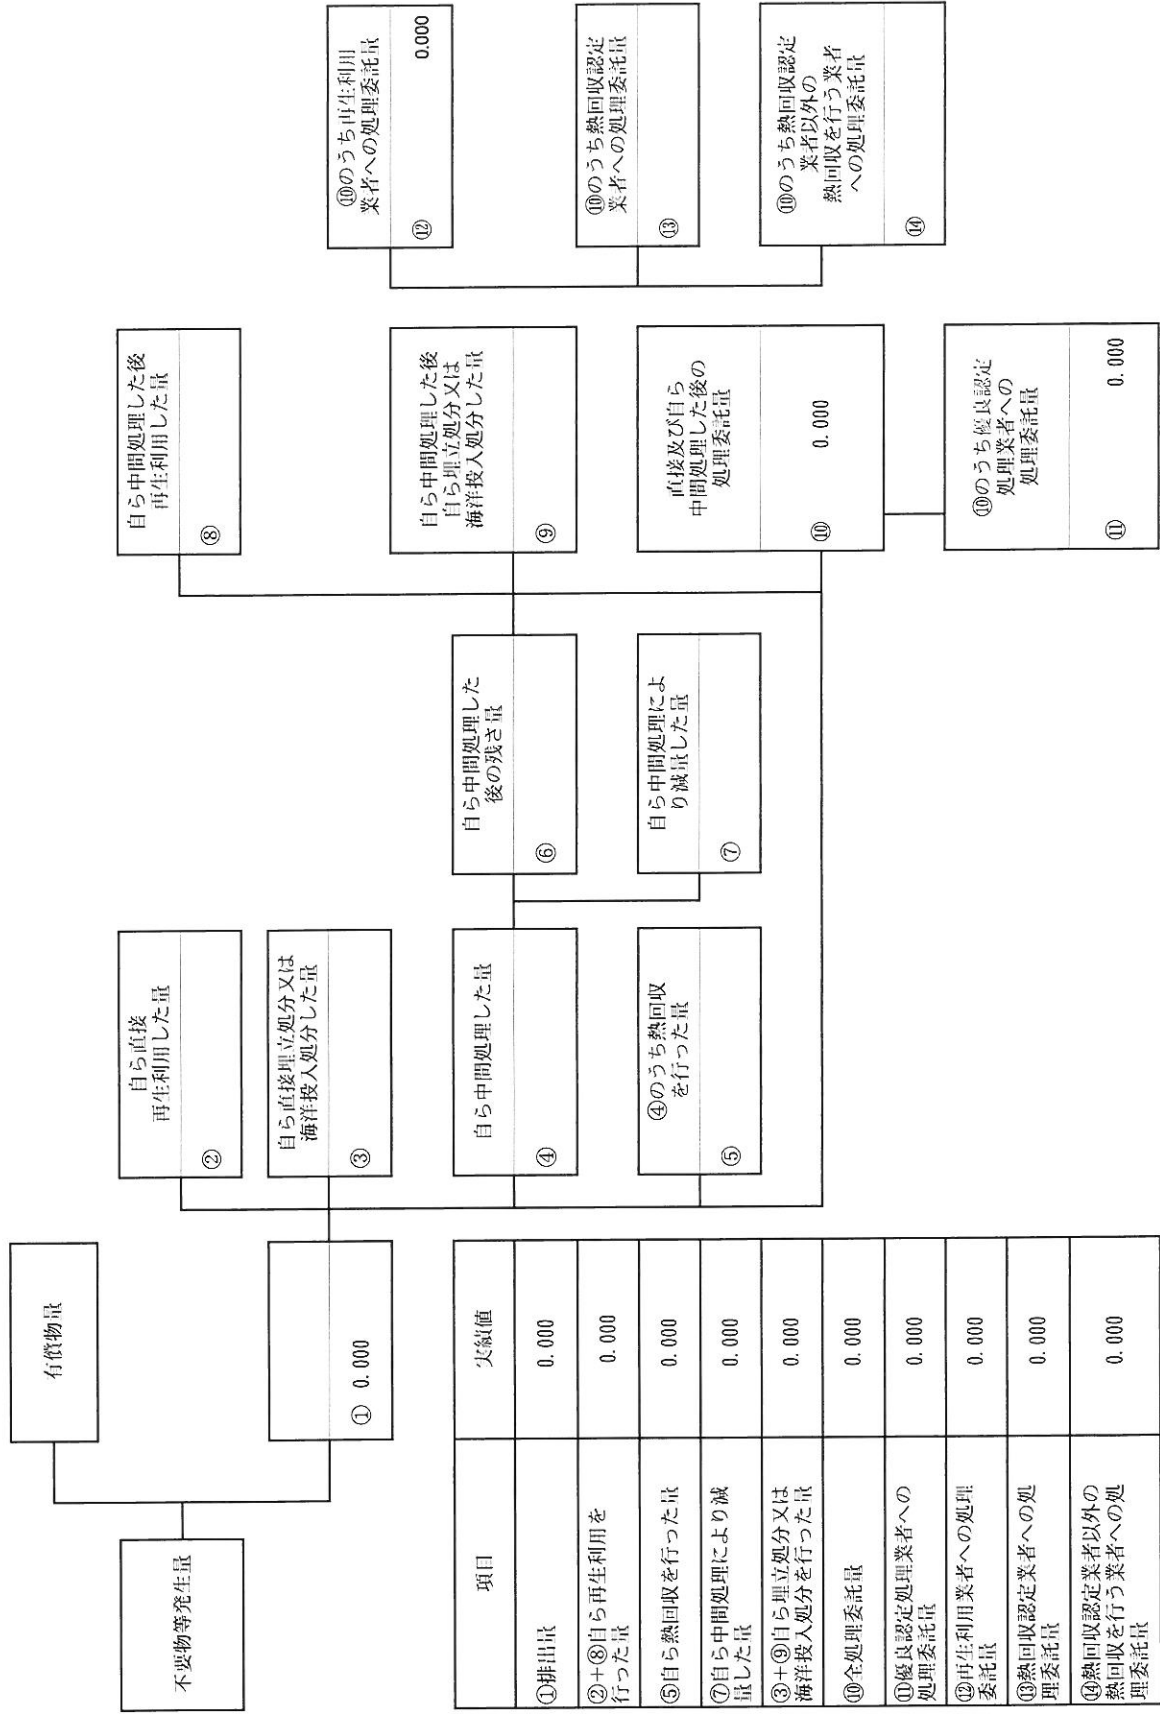 不要物等発生量
有償物量
① 0.000
自ら直接
再生利用した量
②
自ら直接埋立処分又は
海洋投入処分した量
③
自ら中間処理した量
④
④のうち熱回収
を行った量
⑤
自ら中間処理した
後の残さ量
⑥
自ら中間処理によ
り減量した量
⑦
自ら中間処理した後
再生利用した量
⑧
自ら中間処理した後
自ら埋立処分又は
海洋投入処分した量
⑨
直接及び自ら
中間処理した後の
処理委託量
⑩ 0.000
⑩のうち優良認定
処理業者への
処理委託量
⑪ 0.000
⑩のうち再生利用
業者への処理委託量
⑫ 0.000
⑩のうち熱回収認定
業者への処理委託量
⑬
⑩のうち熱回収認定
業者以外の
熱回収を行う業者
への処理委託量
⑭
項目 実績値
①排出量 0.000
②+⑧自ら再生利用を
行った量 0.000
⑤自ら熱回収を行った量 0.000
⑦自ら中間処理により減
量した量 0.000
③+⑨自ら埋立処分又は
海洋投入処分を行った量 0.000
⑩全処理委託量 0.000
⑪優良認定処理業者への
処理委託量 0.000
⑫再生利用業者への処理
委託量 0.000
⑬熱回収認定業者への処
理委託量 0.000
⑭熱回収認定業者以外の
熱回収を行う業者への処
理委託量 0.000